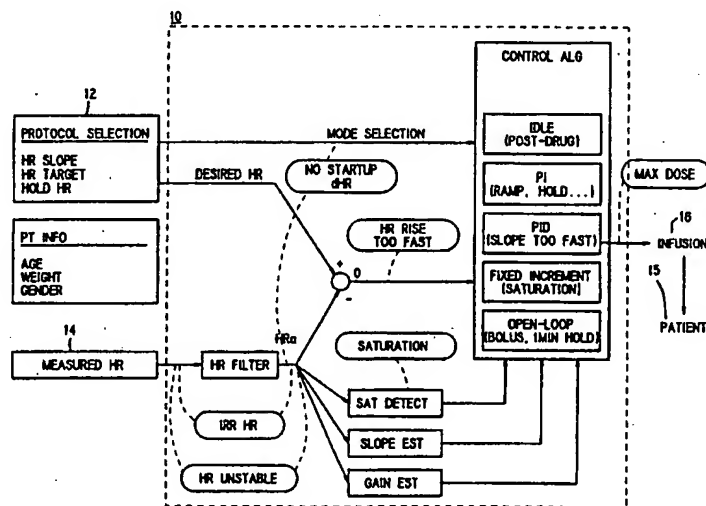 10
CONTROL ALG
12
PROTOCOL SELECTION
HR SLOPE
HR TARGET
HOLD HR
MODE SELECTION
IDLE
(POST-DRUG)
DESIRED HR
NO STARTUP
dHR
PI
(RAMP, HOLD...)
MAX DOSE
PT INFO
AGE
WEIGHT
GENDER
HR RISE
TOO FAST
PID
(SLOPE TOO FAST)
16
INFUSION
+
0
-
FIXED INCREMENT
(SATURATION)
15
OPEN-LOOP
(BOLUS, 1MIN HOLD)
PATIENT
14
MEASURED HR
HR FILTER
HRa
SATURATION
SAT DETECT
IRR HR
SLOPE EST
HR UNSTABLE
GAIN EST